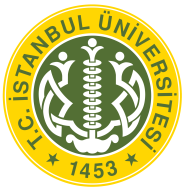 T.C. İSTANBUL ÜNİVERSİTESİ
★ 1453 ★